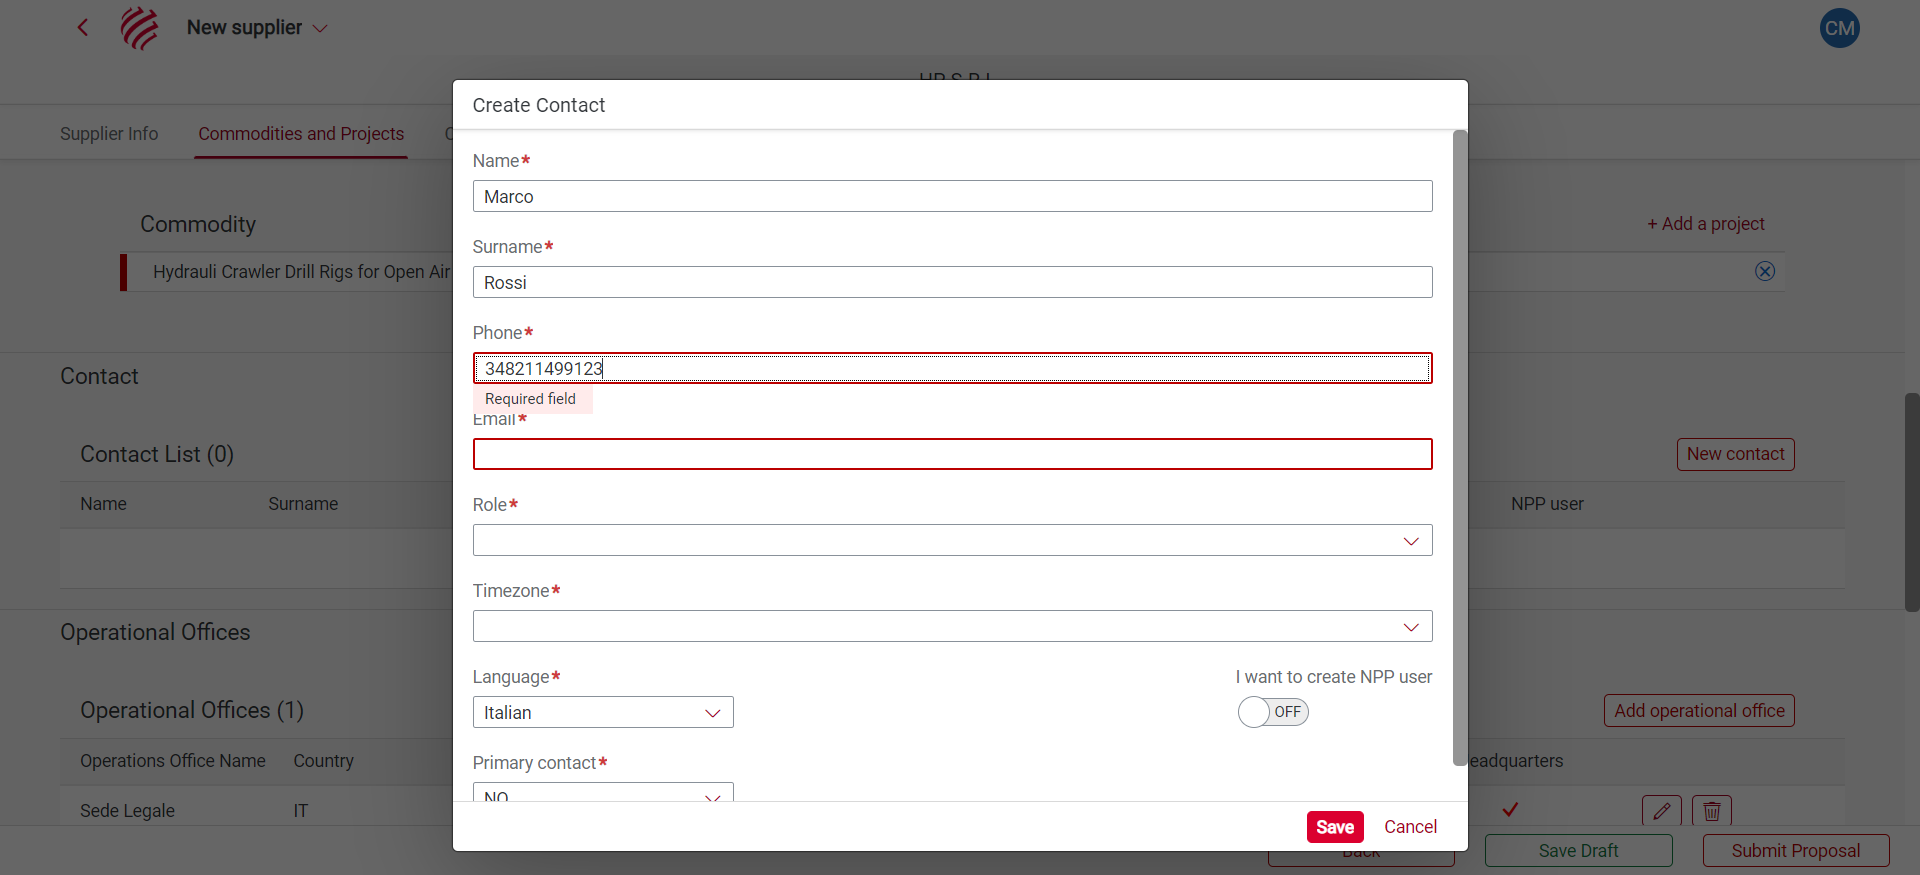 New supplier
CM
Create Contact
Supplier Info
Commodities and Projects
Name*
Marco
Commodity
+ Add a project
Surname*
Hydrauli Crawler Drill Rigs for Open Air
Rossi
Phone*
348211499123
Contact
Required field
Email*
Contact List (0)
New contact
Name
Surname
Role*
NPP user
Timezone*
Operational Offices
Language*
I want to create NPP user
Italian
OFF
Operational Offices (1)
Add operational office
Operations Office Name
Country
Primary contact*
eadquarters
NO
Sede Legale
IT
Save
Cancel
Back
Save Draft
Submit Proposal